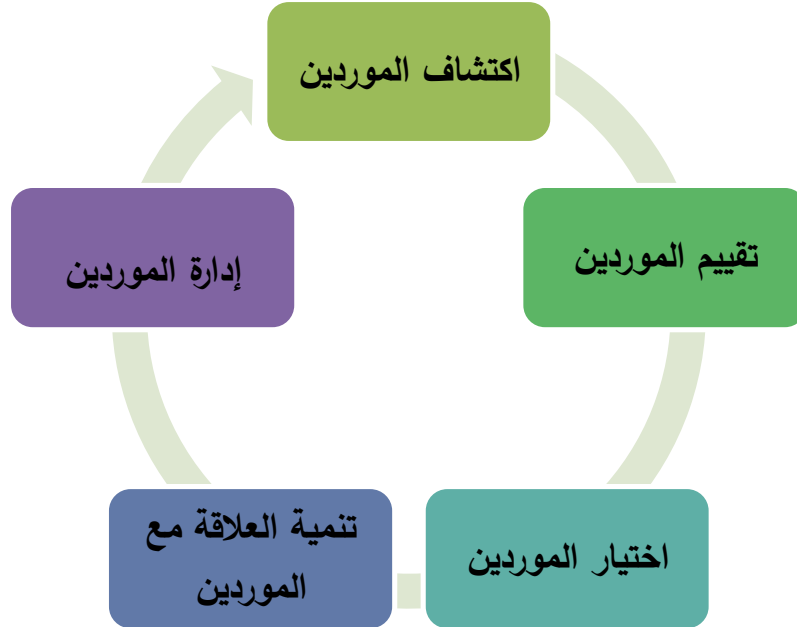 اكتشاف الموردين
تقييم الموردين
اختيار الموردين
تنمية العلاقة مع
الموردين
إدارة الموردين